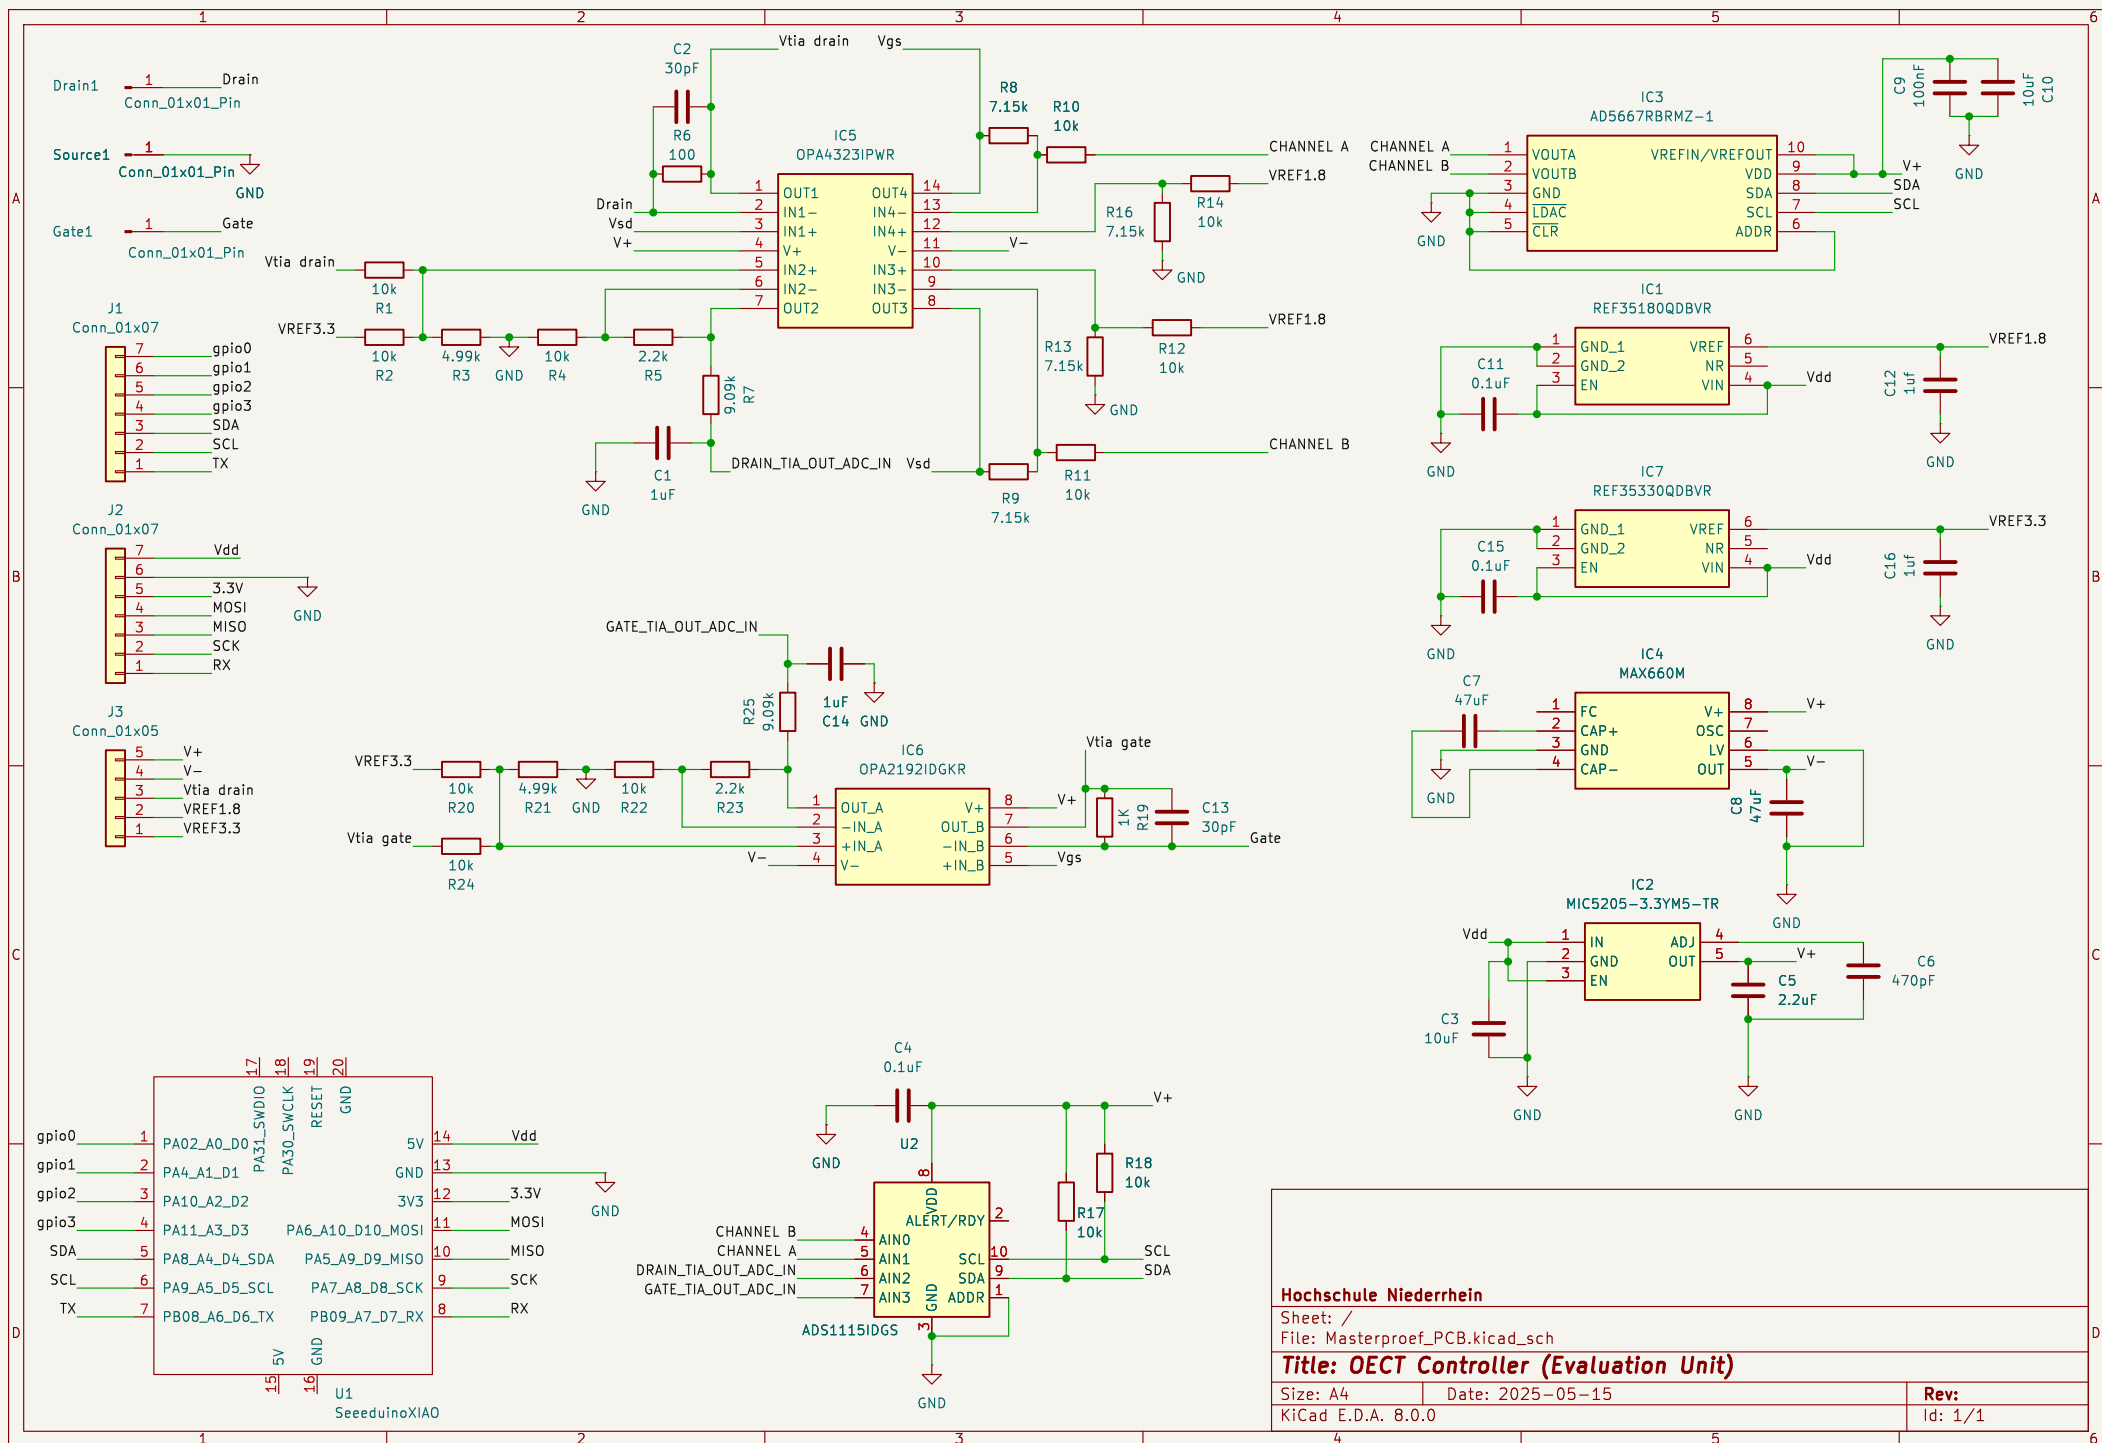 1 2 3 4 5 6
A
B
C
D
A
B
C
D
1 2 3 4 5 6
Drain1
1
Drain
Conn_01x01_Pin
Source1
1
Conn_01x01_Pin
GND
Gate1
1
Gate
Conn_01x01_Pin
J1
Conn_01x07
7 gpio0
6 gpio1
5 gpio2
4 gpio3
3 SDA
2 SCL
1 TX
J2
Conn_01x07
7 Vdd
6
GND
5 3.3V
4 MOSI
3 MISO
2 SCK
1 RX
J3
Conn_01x05
5 V+
4 V-
3 Vtia drain
2 VREF1.8
1 VREF3.3
C2
30pF
Vtia drain
Vgs
R6
100
IC5
OPA4323IPWR
1 OUT1 OUT4 14
2 IN1- IN4- 13
3 IN1+ IN4+ 12
4 V+ V- 11
5 IN2+ IN3+ 10
6 IN2- IN3- 9
7 OUT2 OUT3 8
Drain
Vsd
V+
V-
Vtia drain
10k
R1
VREF3.3
10k
R2
4.99k
R3
GND
10k
R4
2.2k
R5
9.09k
R7
C1
1uF
GND
DRAIN_TIA_OUT_ADC_IN
Vsd
R8
7.15k
R10
10k
CHANNEL A
VREF1.8
R14
10k
R16
7.15k
GND
VREF1.8
R12
10k
R13
7.15k
GND
CHANNEL B
R11
10k
R9
7.15k
IC3
AD5667RBRMZ-1
CHANNEL A
CHANNEL B
1 VOUTA VREFIN/VREFOUT 10
2 VOUTB VDD 9
3 GND SDA 8
4 LDAC SCL 7
5 CLR ADDR 6
GND
V+
SDA
SCL
C9
100nF
10uF
C10
GND
IC1
REF35180QDBVR
1 GND_1 VREF 6
2 GND_2 NR 5
3 EN VIN 4
VREF1.8
Vdd
C11
0.1uF
GND
C12
1uf
GND
IC7
REF35330QDBVR
1 GND_1 VREF 6
2 GND_2 NR 5
3 EN VIN 4
VREF3.3
Vdd
C15
0.1uF
GND
C16
1uf
GND
IC4
MAX660M
1 FC V+ 8
2 CAP+ OSC 7
3 GND LV 6
4 CAP- OUT 5
C7
47uF
GND
V+
V-
C8
47uF
GND
IC2
MIC5205-3.3YM5-TR
Vdd
1 IN ADJ 4
2 GND OUT 5
3 EN
V+
C6
470pF
C5
2.2uF
C3
10uF
GND
GND
GATE_TIA_OUT_ADC_IN
1uF
C14
GND
R25
9.09k
VREF3.3
10k
R20
4.99k
R21
GND
10k
R22
2.2k
R23
Vtia gate
10k
R24
IC6
OPA2192IDGKR
1 OUT_A V+ 8
2 -IN_A OUT_B 7
3 +IN_A -IN_B 6
4 V- +IN_B 5
V-
V+
Vgs
Vtia gate
1K
R19
C13
30pF
Gate
17 PA31_SWDIO
18 PA30_SWCLK
19 RESET
20 GND
gpio0 1 PA02_A0_D0 5V 14 Vdd
gpio1 2 PA4_A1_D1 GND 13
gpio2 3 PA10_A2_D2 3V3 12 3.3V
gpio3 4 PA11_A3_D3 PA6_A10_D10_MOSI 11 MOSI
SDA 5 PA8_A4_D4_SDA PA5_A9_D9_MISO 10 MISO
SCL 6 PA9_A5_D5_SCL PA7_A8_D8_SCK 9 SCK
TX 7 PB08_A6_D6_TX PB09_A7_D7_RX 8 RX
GND
15 5V
16 GND
U1
SeeeduinoXIAO
C4
0.1uF
V+
GND
U2
8 VDD
R18
10k
R17
10k
ALERT/RDY 2
CHANNEL B 4 AIN0
CHANNEL A 5 AIN1 SCL 10 SCL
DRAIN_TIA_OUT_ADC_IN 6 AIN2 SDA 9 SDA
GATE_TIA_OUT_ADC_IN 7 AIN3 ADDR 1
GND 3
ADS1115IDGS
GND
Hochschule Niederrhein
Sheet: /
File: Masterproef_PCB.kicad_sch
Title: OECT Controller (Evaluation Unit)
Size: A4 Date: 2025-05-15 Rev:
KiCad E.D.A. 8.0.0 Id: 1/1